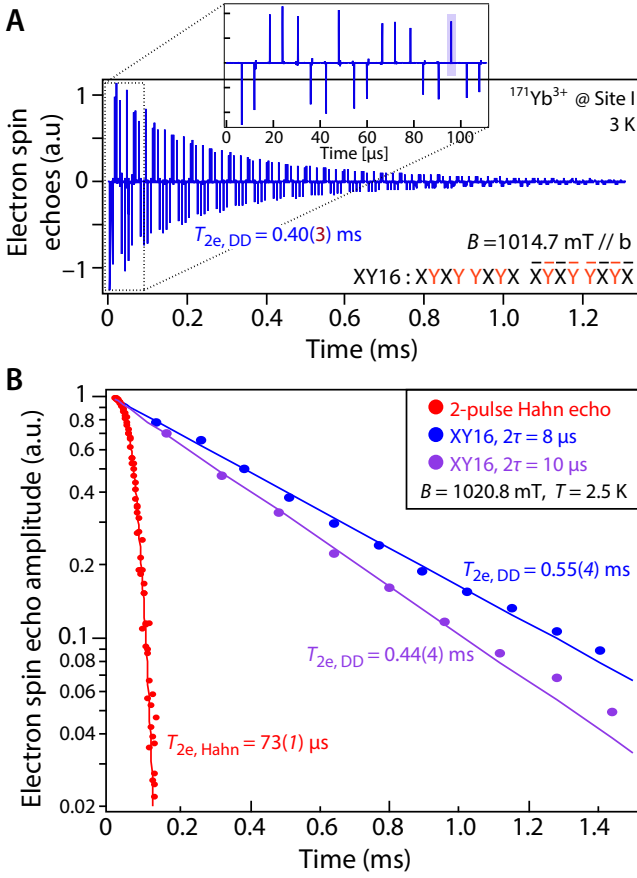 A
0 20 40 60 80 100
Time [µs]
¹⁷¹Yb³⁺ @ Site I
3 K
1
0
−1
Electron spin
echoes (a.u)
T2e, DD = 0.40(3) ms
B =1014.7 mT // b
XY16 : XYXY YXYX X̅Y̅X̅Y̅ Y̅X̅Y̅X̅
0 0.2 0.4 0.6 0.8 1.0 1.2
Time (ms)
B
1
0.8
0.6
0.4
0.2
0.1
0.08
0.06
0.04
0.02
Electron spin echo amplitude (a.u.)
2-pulse Hahn echo
XY16, 2τ = 8 µs
XY16, 2τ = 10 µs
B = 1020.8 mT, T = 2.5 K
T2e, DD = 0.55(4) ms
T2e, DD = 0.44(4) ms
T2e, Hahn = 73(1) µs
0 0.2 0.4 0.6 0.8 1.0 1.2 1.4
Time (ms)